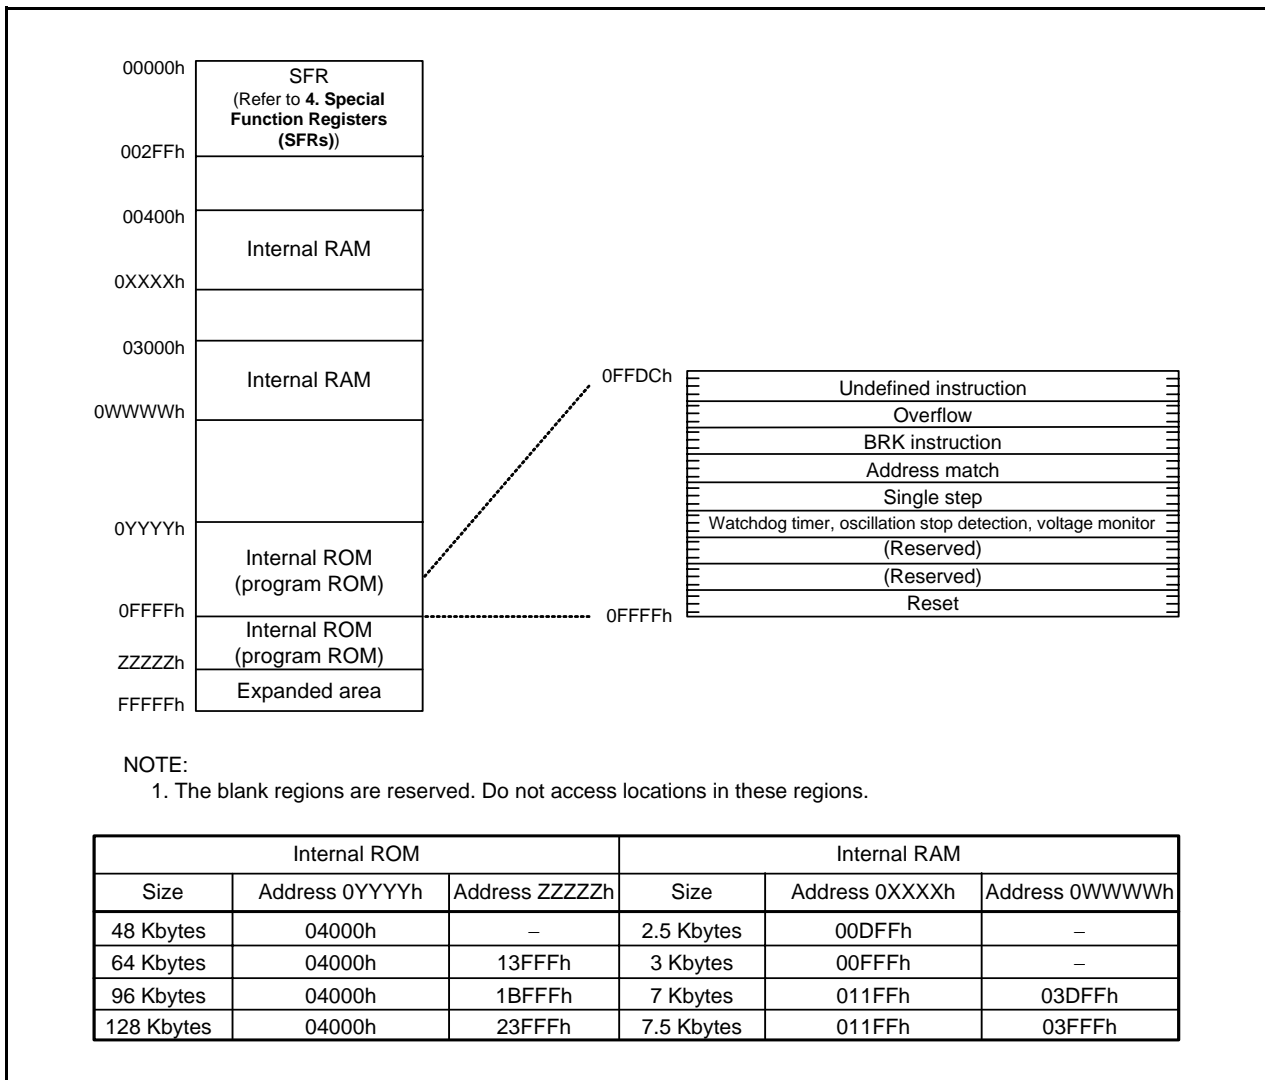 00000h
SFR
(Refer to 4. Special
Function Registers
(SFRs))
002FFh
00400h
Internal RAM
0XXXXh
03000h
Internal RAM
0WWWWh
0YYYYh
Internal ROM
(program ROM)
0FFFFh
Internal ROM
(program ROM)
ZZZZZh
Expanded area
FFFFFh
0FFDCh
Undefined instruction
Overflow
BRK instruction
Address match
Single step
Watchdog timer, oscillation stop detection, voltage monitor
(Reserved)
(Reserved)
Reset
0FFFFh
NOTE:
1. The blank regions are reserved. Do not access locations in these regions.
Internal ROM Internal RAM
Size Address 0YYYYh Address ZZZZZh Size Address 0XXXXh Address 0WWWWh
48 Kbytes 04000h – 2.5 Kbytes 00DFFh –
64 Kbytes 04000h 13FFFh 3 Kbytes 00FFFh –
96 Kbytes 04000h 1BFFFh 7 Kbytes 011FFh 03DFFh
128 Kbytes 04000h 23FFFh 7.5 Kbytes 011FFh 03FFFh